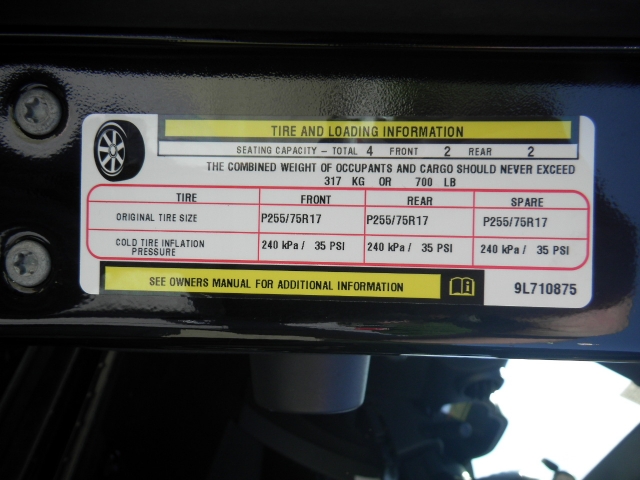 TIRE AND LOADING INFORMATION
SEATING CAPACITY – TOTAL 4 FRONT 2 REAR 2
THE COMBINED WEIGHT OF OCCUPANTS AND CARGO SHOULD NEVER EXCEED
317 KG OR 700 LB
TIRE FRONT REAR SPARE
ORIGINAL TIRE SIZE P255/75R17 P255/75R17 P255/75R17
COLD TIRE INFLATION
PRESSURE 240 kPa / 35 PSI 240 kPa / 35 PSI 240 kPa / 35 PSI
SEE OWNERS MANUAL FOR ADDITIONAL INFORMATION 9L710875